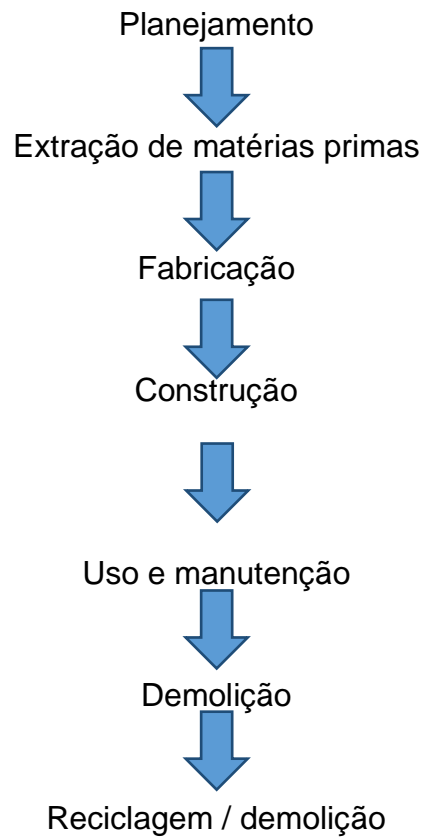 Planejamento
Extração de matérias primas
Fabricação
Construção
Uso e manutenção
Demolição
Reciclagem / demolição